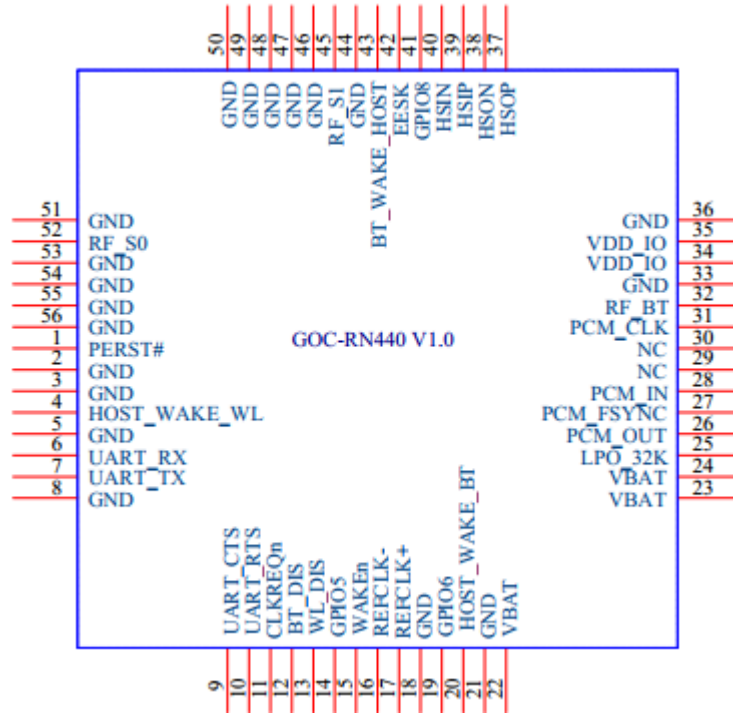 50
49
48
47
46
45
44
43
42
41
40
39
38
37
GND
GND
GND
GND
GND
RF_S1
GND
BT_WAKE_HOST
EESK
GPIO8
HSIN
HSIP
HSON
HSOP
51 GND
52 RF_S0
53 GND
54 GND
55 GND
56 GND
1 PERST#
2 GND
3 GND
4 HOST_WAKE_WL
5 GND
6 UART_RX
7 UART_TX
8 GND
GOC-RN440 V1.0
GND 36
VDD_IO 35
VDD_IO 34
GND 33
RF_BT 32
PCM_CLK 31
NC 30
NC 29
PCM_IN 28
PCM_FSYNC 27
PCM_OUT 26
LPO_32K 25
VBAT 24
VBAT 23
UART_CTS
UART_RTS
CLKREQn
BT_DIS
WL_DIS
GPIO5
WAKEn
REFCLK-
REFCLK+
GND
GPIO6
HOST_WAKE_BT
GND
VBAT
9
10
11
12
13
14
15
16
17
18
19
20
21
22